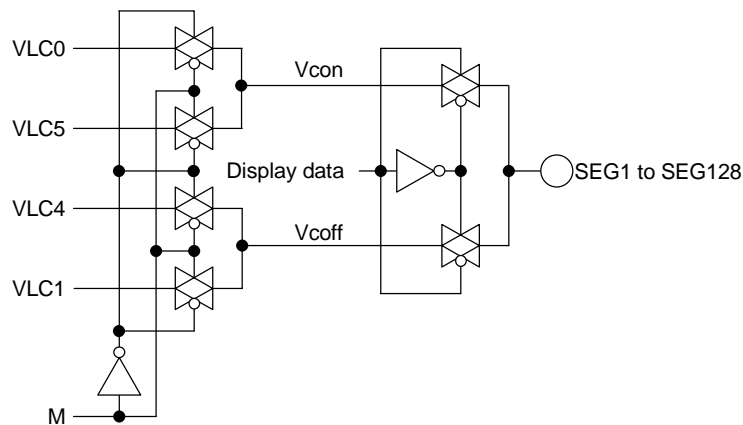 VLC0
Vcon
VLC5
Display data
SEG1 to SEG128
VLC4
Vcoff
VLC1
M